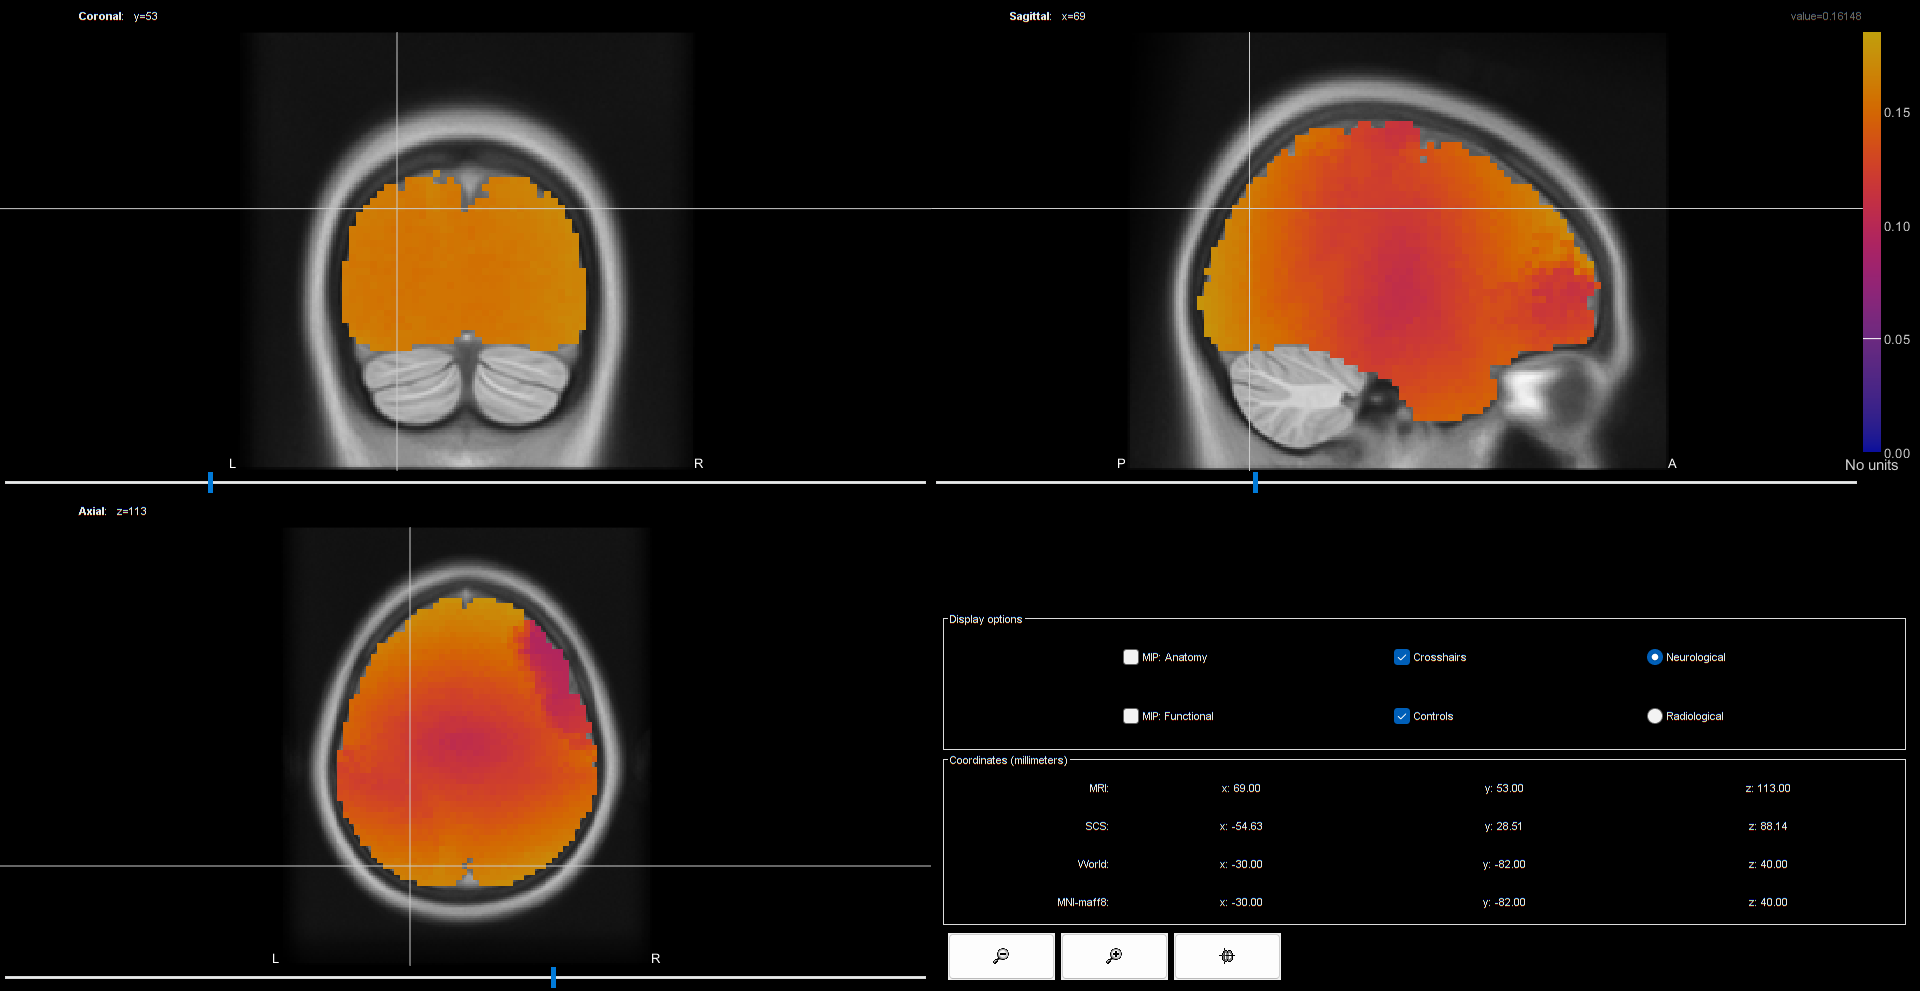 Coronal: y=53
Sagittal: x=69
value=0.16148
0.15
0.10
0.05
0.00
No units
L
R
P
A
Axial: z=113
L
R
Display options
MIP: Anatomy
Crosshairs
Neurological
MIP: Functional
Controls
Radiological
Coordinates (millimeters)
MRI: x: 69.00 y: 53.00 z: 113.00
SCS: x: -54.63 y: 28.51 z: 88.14
World: x: -30.00 y: -82.00 z: 40.00
MNI-maff8: x: -30.00 y: -82.00 z: 40.00